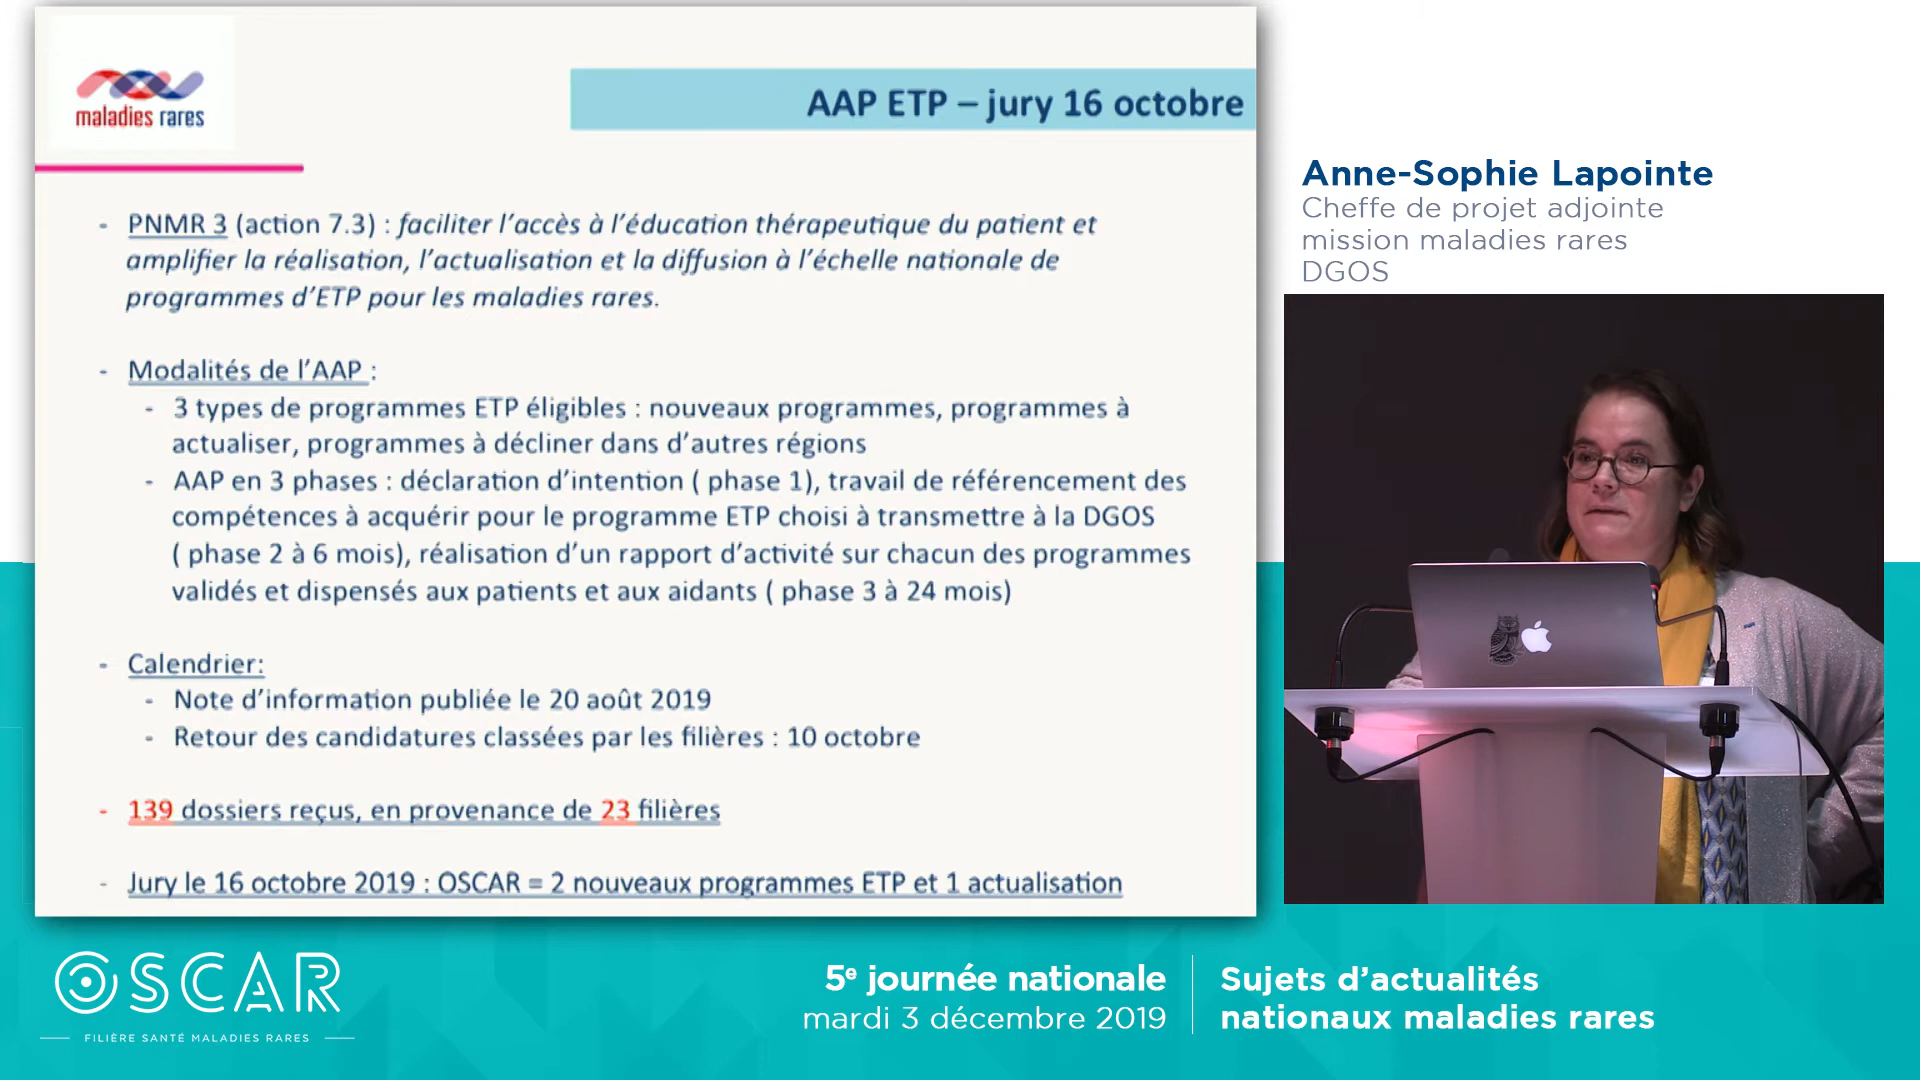 maladies rares
AAP ETP – jury 16 octobre
- PNMR 3 (action 7.3) : faciliter l’accès à l’éducation thérapeutique du patient et
amplifier la réalisation, l’actualisation et la diffusion à l’échelle nationale de
programmes d’ETP pour les maladies rares.
- Modalités de l’AAP :
- 3 types de programmes ETP éligibles : nouveaux programmes, programmes à
actualiser, programmes à décliner dans d’autres régions
- AAP en 3 phases : déclaration d’intention ( phase 1), travail de référencement des
compétences à acquérir pour le programme ETP choisi à transmettre à la DGOS
( phase 2 à 6 mois), réalisation d’un rapport d’activité sur chacun des programmes
validés et dispensés aux patients et aux aidants ( phase 3 à 24 mois)
- Calendrier:
- Note d’information publiée le 20 août 2019
- Retour des candidatures classées par les filières : 10 octobre
- 139 dossiers reçus, en provenance de 23 filières
- Jury le 16 octobre 2019 : OSCAR = 2 nouveaux programmes ETP et 1 actualisation
Anne-Sophie Lapointe
Cheffe de projet adjointe
mission maladies rares
DGOS
OSCAR
FILIÈRE SANTÉ MALADIES RARES
5e journée nationale
mardi 3 décembre 2019
Sujets d’actualités
nationaux maladies rares